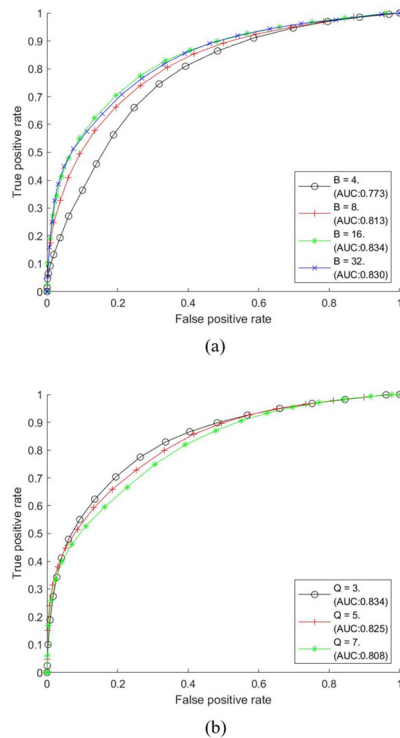 1
0.9
0.8
0.7
0.6
0.5
0.4
0.3
0.2
0.1
0
True positive rate
B = 4.
(AUC:0.773)
B = 8.
(AUC:0.813)
B = 16.
(AUC:0.834)
B = 32.
(AUC:0.830)
0 0.2 0.4 0.6 0.8 1
False positive rate
(a)
1
0.9
0.8
0.7
0.6
0.5
0.4
0.3
0.2
0.1
0
True positive rate
Q = 3.
(AUC:0.834)
Q = 5.
(AUC:0.825)
Q = 7.
(AUC:0.808)
0 0.2 0.4 0.6 0.8 1
False positive rate
(b)